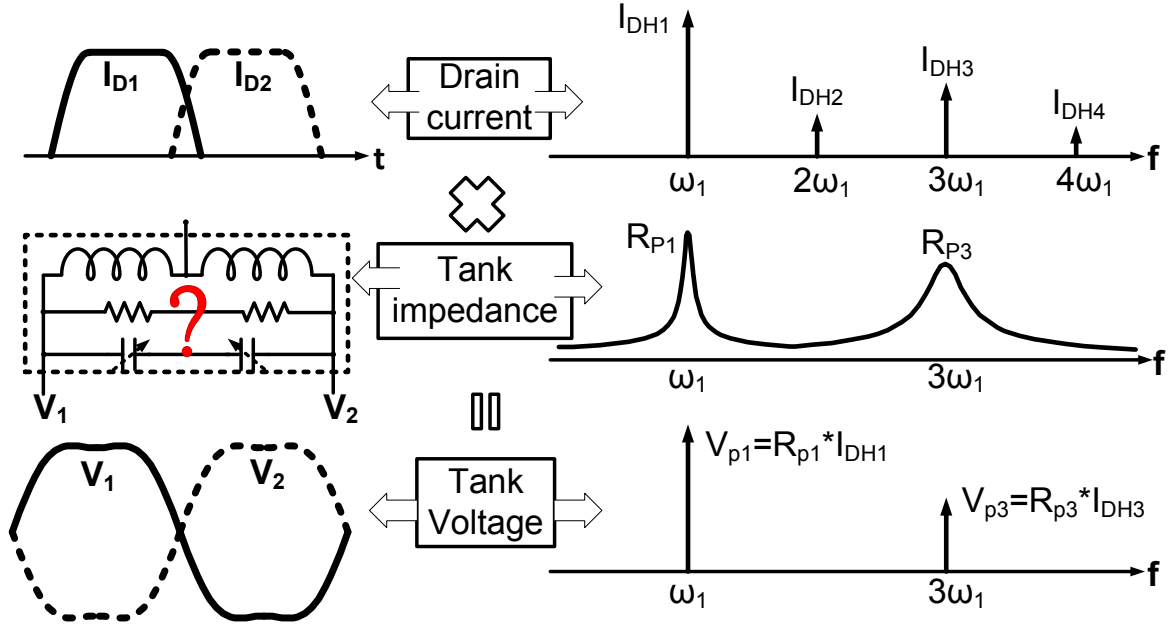 I_DH1
I_D1
I_D2
Drain
current
I_DH2
I_DH3
I_DH4
t
f
ω₁
2ω₁
3ω₁
4ω₁
?
Tank
impedance
R_P1
R_P3
f
ω₁
3ω₁
V₁
V₂
V_p1=R_p1*I_DH1
V₁
V₂
Tank
Voltage
V_p3=R_p3*I_DH3
f
ω₁
3ω₁